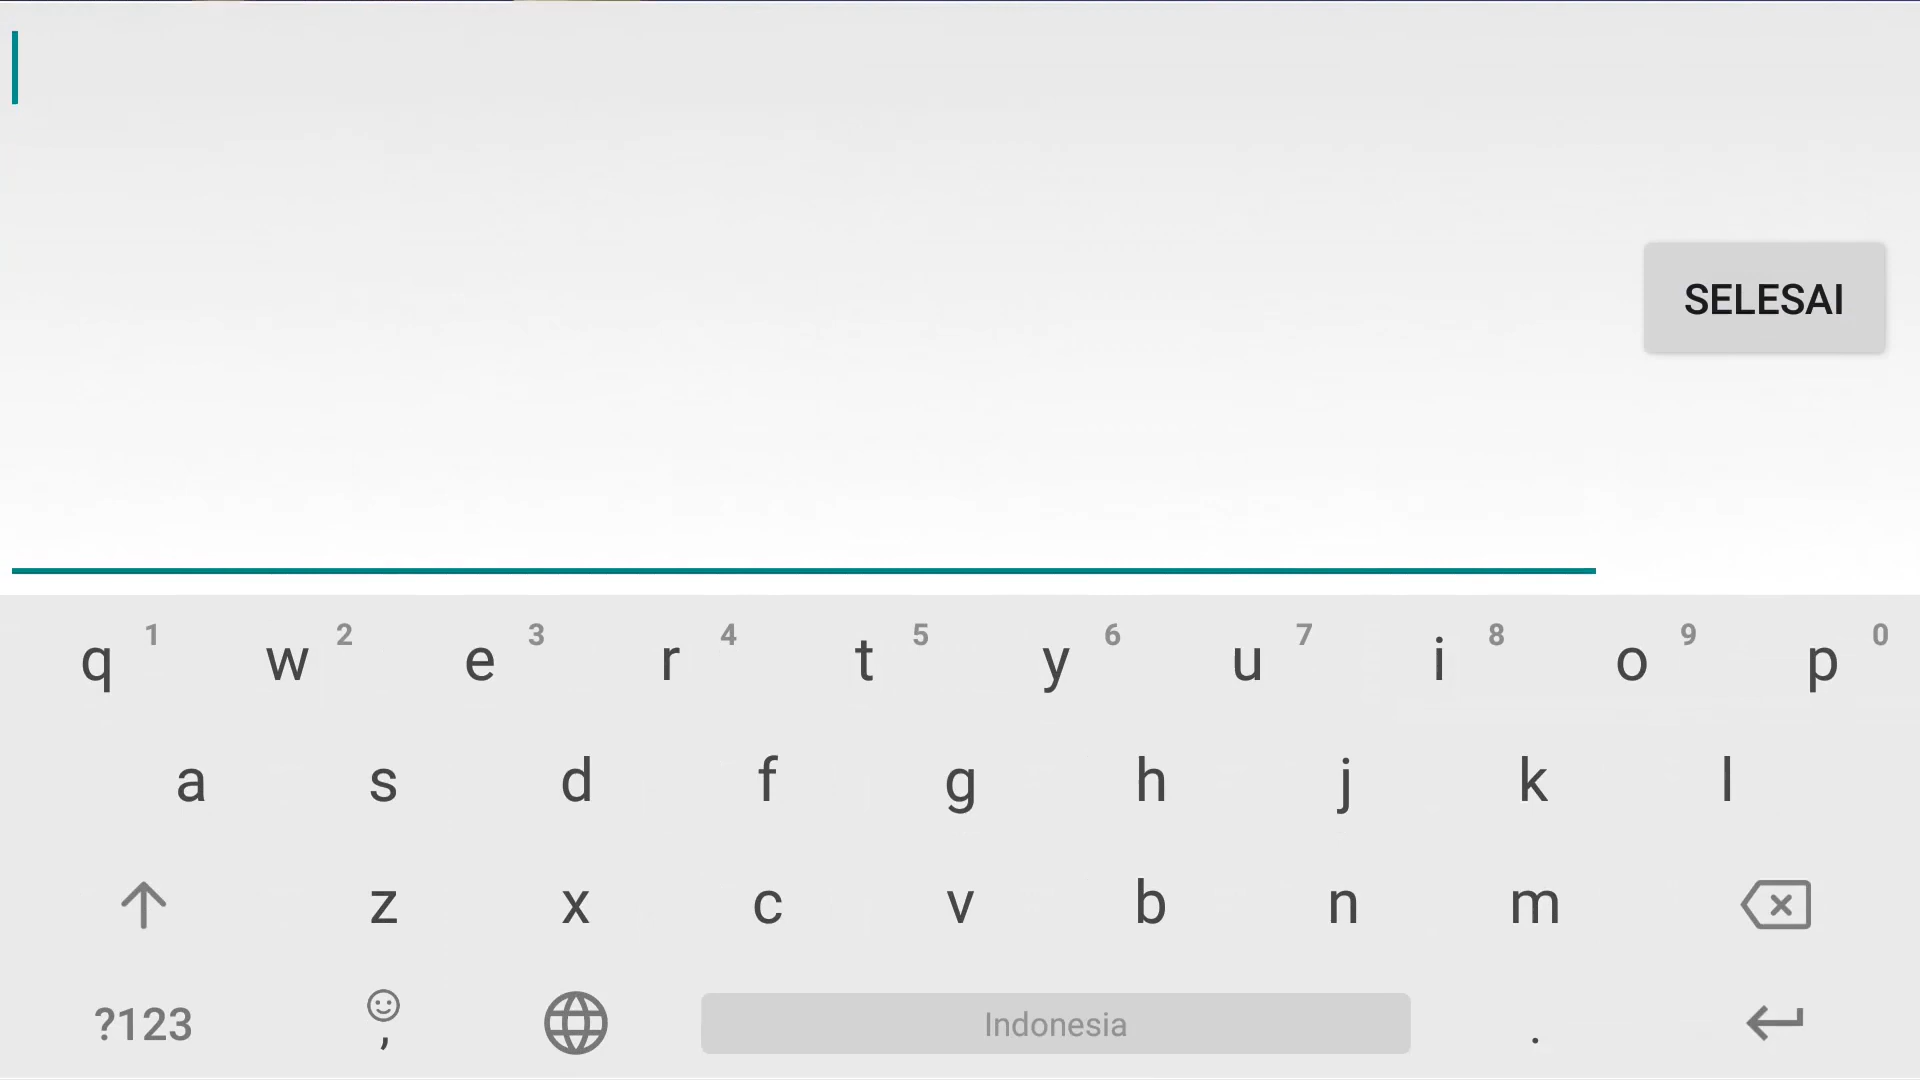 SELESAI
q 1 w 2 e 3 r 4 t 5 y 6 u 7 i 8 o 9 p 0
a s d f g h j k l
z x c v b n m
?123 , Indonesia .